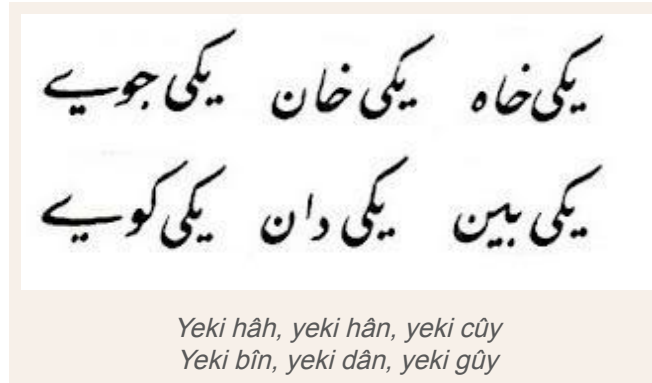 یکی خاه یکی خان یکی جویے
یکی بین یکی دان یکی کویے
Yeki hâh, yeki hân, yeki cûy
Yeki bîn, yeki dân, yeki gûy